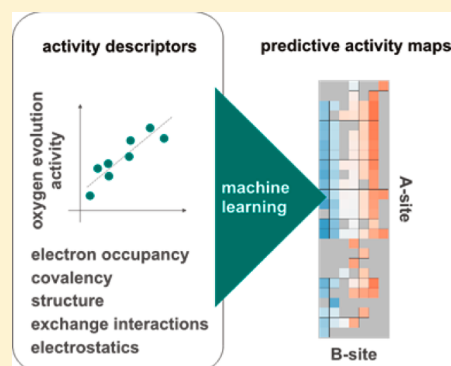 activity descriptors
oxygen evolution
activity
electron occupancy
covalency
structure
exchange interactions
electrostatics
machine
learning
predictive activity maps
A-site
B-site